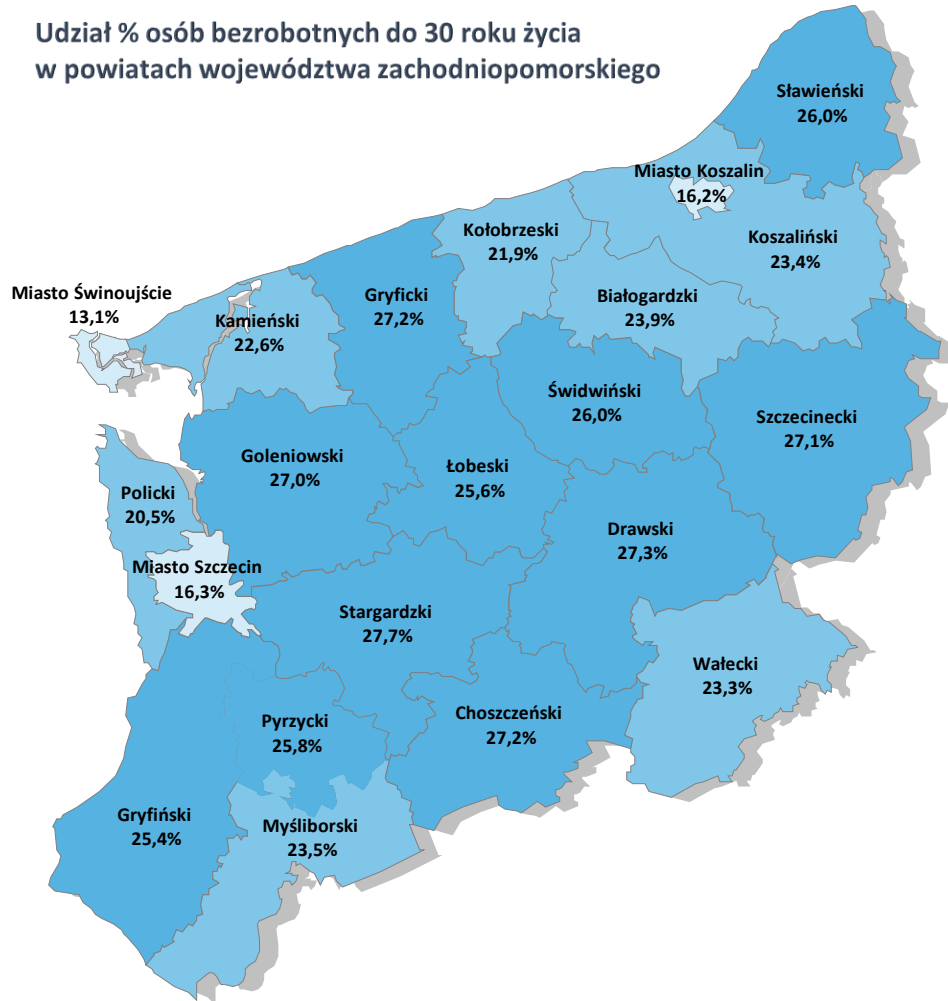 Udział % osób bezrobotnych do 30 roku życia
w powiatach województwa zachodniopomorskiego
Sławieński
26,0%
Miasto Koszalin
16,2%
Kołobrzeski
21,9%
Koszaliński
23,4%
Miasto Świnoujście
13,1%
Kamieński
22,6%
Gryficki
27,2%
Białogardzki
23,9%
Świdwiński
26,0%
Szczecinecki
27,1%
Goleniowski
27,0%
Łobeski
25,6%
Policki
20,5%
Drawski
27,3%
Miasto Szczecin
16,3%
Stargardzki
27,7%
Wałecki
23,3%
Pyrzycki
25,8%
Choszczeński
27,2%
Gryfiński
25,4%
Myśliborski
23,5%